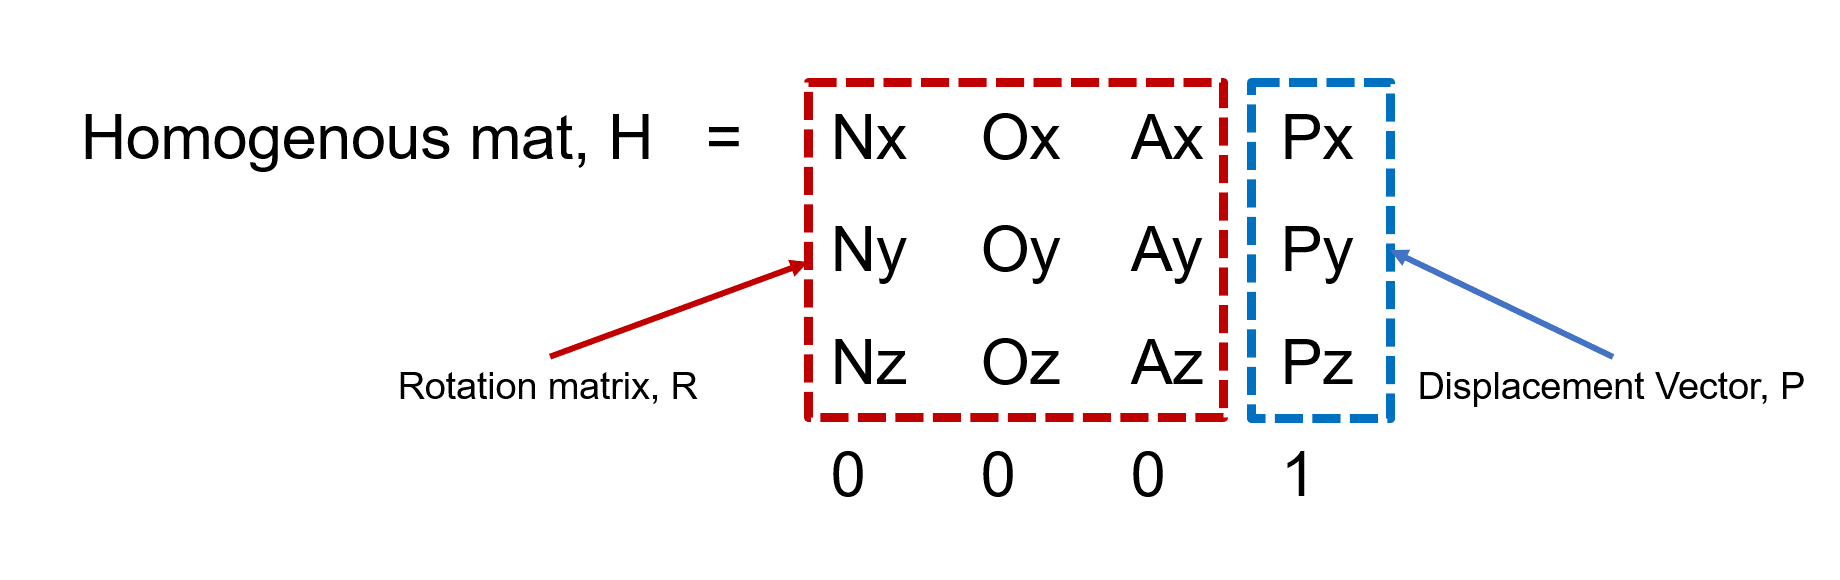 Homogenous mat, H = Nx Ox Ax Px
Ny Oy Ay Py
Nz Oz Az Pz
Rotation matrix, R
Displacement Vector, P
0 0 0 1